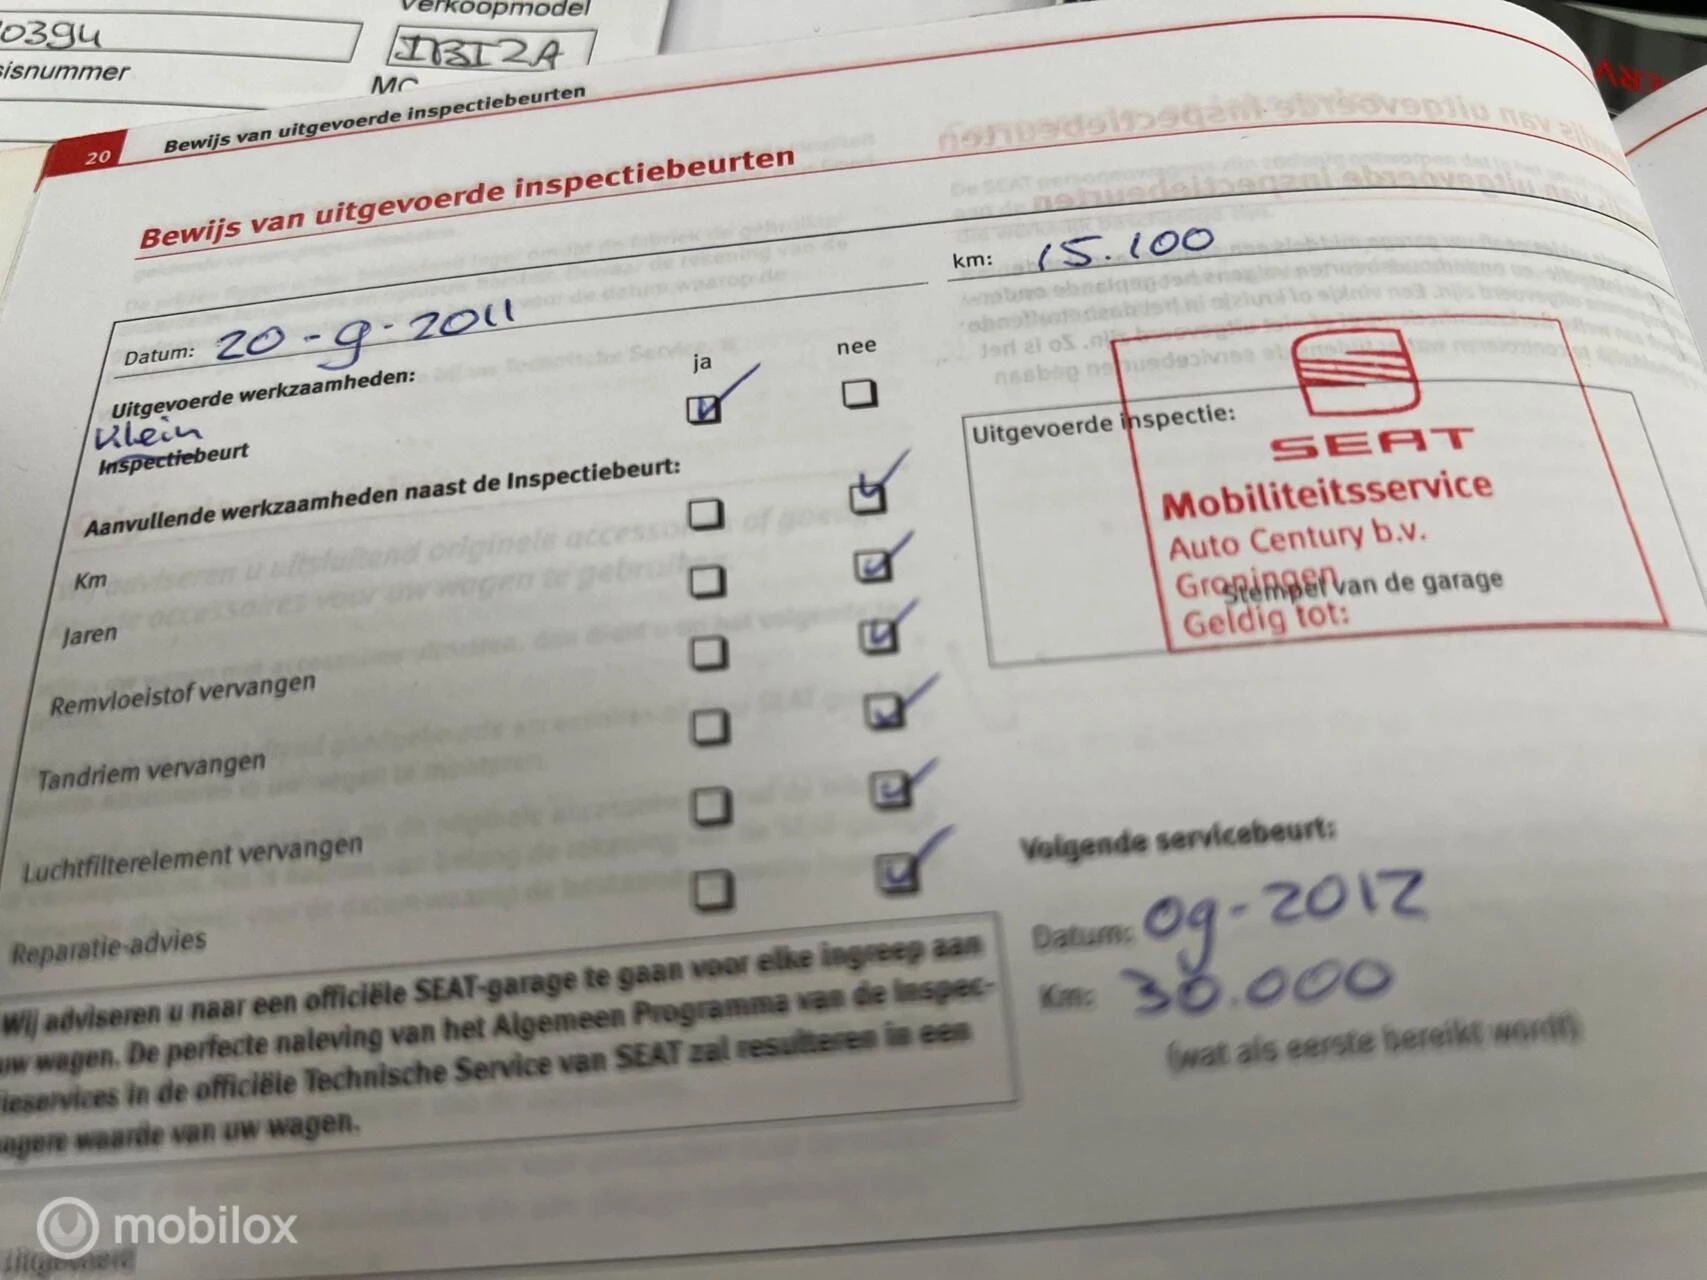 Verkoopmodel
0394
IBIZA
sisnummer
MC
20
Bewijs van uitgevoerde inspectiebeurten
Bewijs van uitgevoerde inspectiebeurten
km: 15.100
Datum: 20-9-2011
Uitgevoerde werkzaamheden:
ja
nee
Klein
Inspectiebeurt
Aanvullende werkzaamheden naast de Inspectiebeurt:
Km
Jaren
Remvloeistof vervangen
Tandriem vervangen
Luchtfilterelement vervangen
Reparatie-advies
Uitgevoerde inspectie:
SEAT
Mobiliteitsservice
Auto Century b.v.
Groningen
Stempel van de garage
Geldig tot:
Volgende servicebeurt:
Datum: 09-2012
Km: 30.000
(wat als eerste bereikt wordt)
Wij adviseren u naar een officiële SEAT-garage te gaan voor elke ingreep aan
uw wagen. De perfecte naleving van het Algemeen Programma van de Inspec-
tieservices in de officiële Technische Service van SEAT zal resulteren in een
ogere waarde van uw wagen.
mobilox